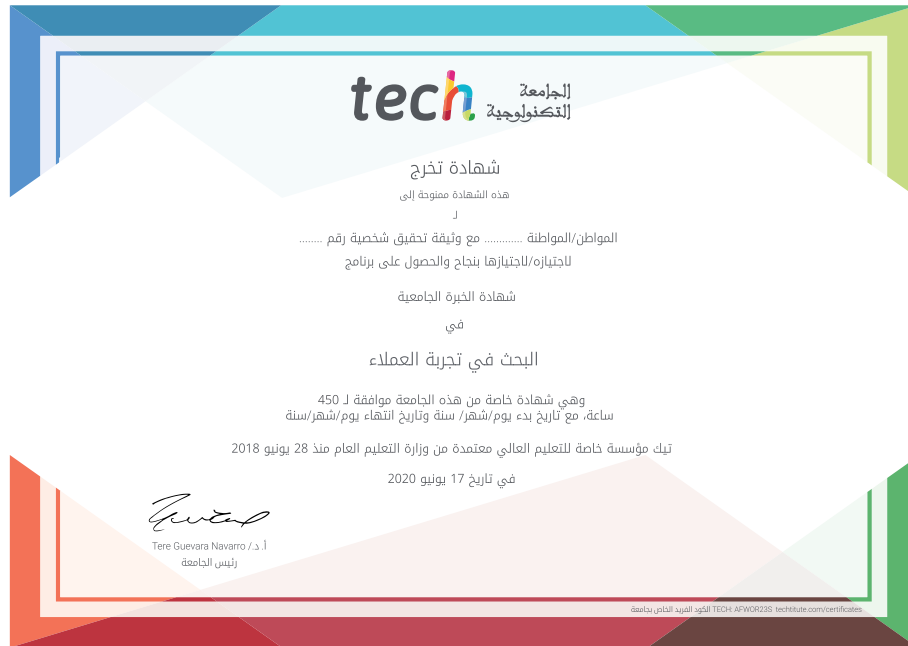 tech الجامعة
التكنولوجية
شهادة تخرج
هذه الشهادة ممنوحة إلى
لـ
المواطن/المواطنة ............ مع وثيقة تحقيق شخصية رقم ........
لاجتيازه/لاجتيازها بنجاح والحصول على برنامج
شهادة الخبرة الجامعية
في
البحث في تجربة العملاء
وهي شهادة خاصة من هذه الجامعة موافقة لـ 450
ساعة، مع تاريخ بدء يوم/شهر/ سنة وتاريخ انتهاء يوم/شهر/سنة
تيك مؤسسة خاصة للتعليم العالي معتمدة من وزارة التعليم العام منذ 28 يونيو 2018
في تاريخ 17 يونيو 2020
أ.د./ Tere Guevara Navarro
رئيس الجامعة
الكود الفريد الخاص بجامعة TECH: AFWOR23S techtitute.com/certificates